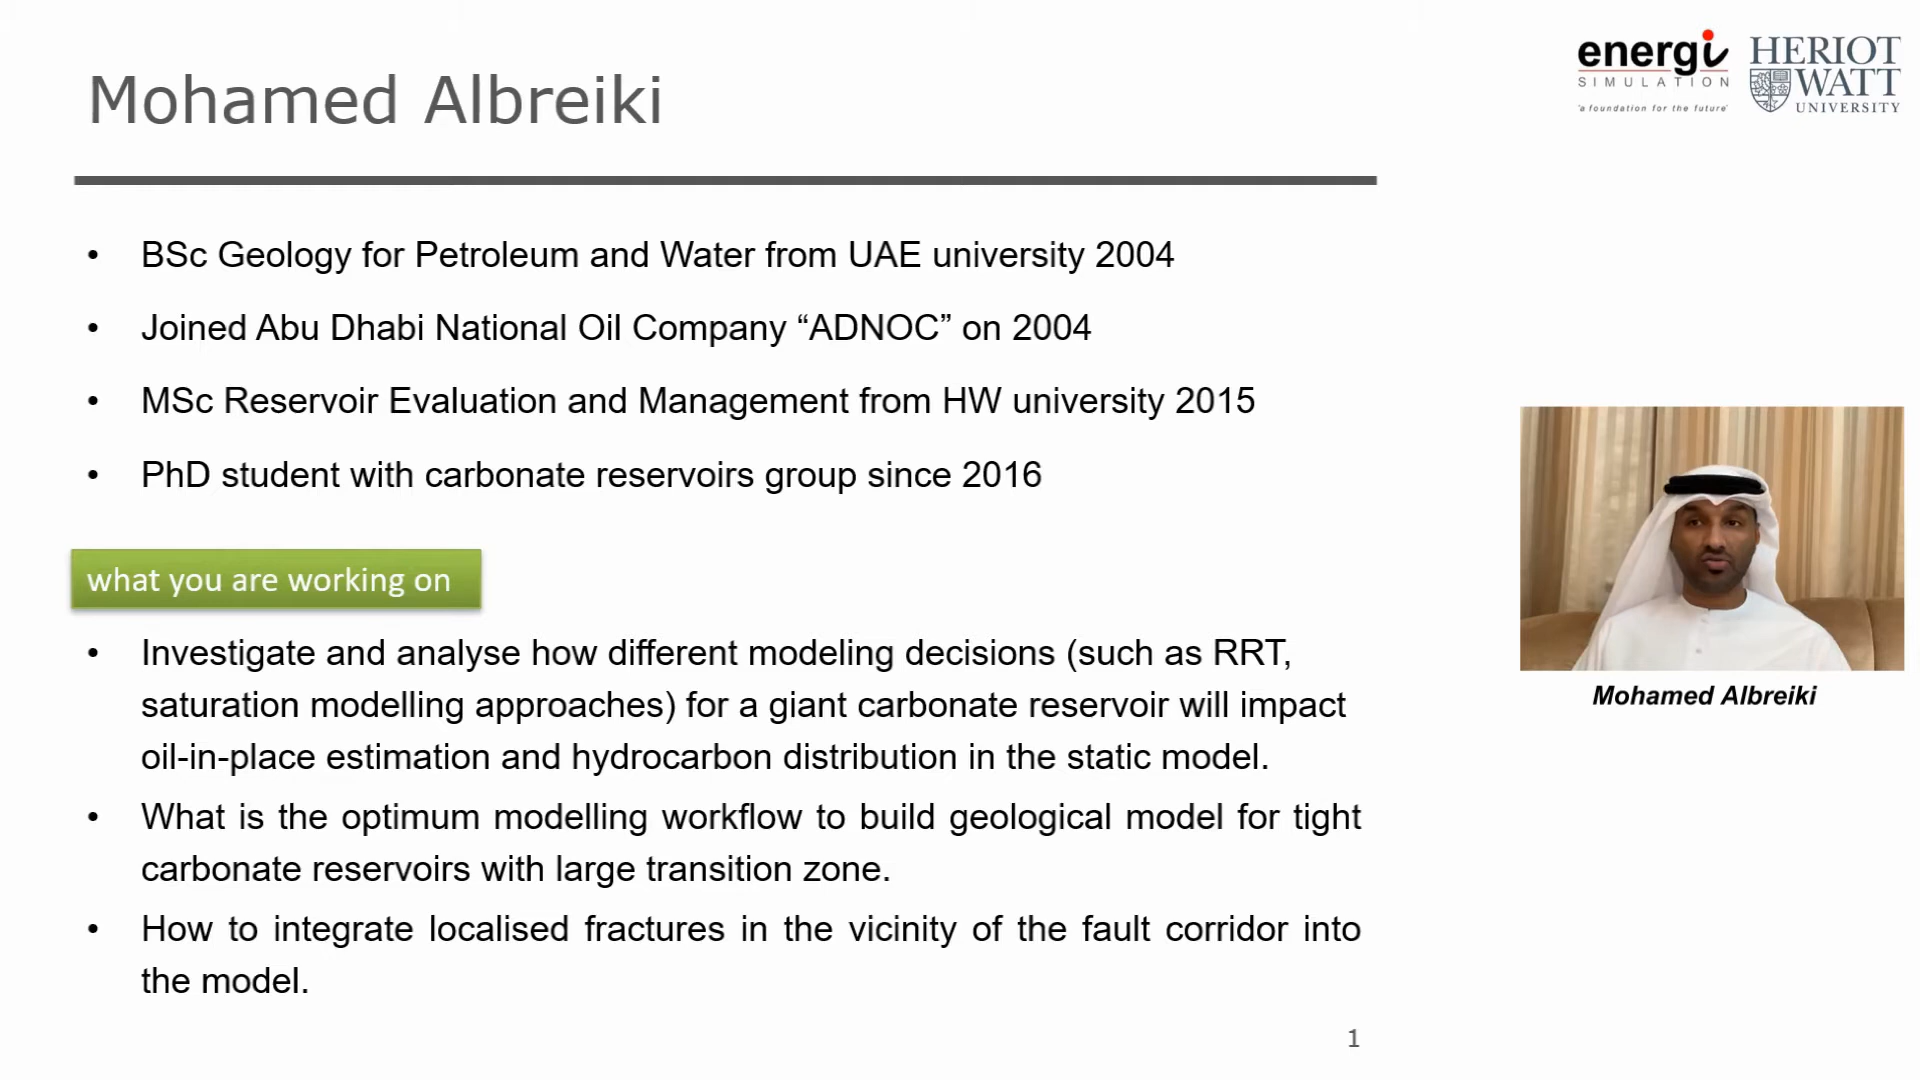 Mohamed Albreiki
energi
SIMULATION
'a foundation for the future'
HERIOT
WATT
UNIVERSITY
• BSc Geology for Petroleum and Water from UAE university 2004
• Joined Abu Dhabi National Oil Company “ADNOC” on 2004
• MSc Reservoir Evaluation and Management from HW university 2015
• PhD student with carbonate reservoirs group since 2016
what you are working on
• Investigate and analyse how different modeling decisions (such as RRT,
saturation modelling approaches) for a giant carbonate reservoir will impact
oil-in-place estimation and hydrocarbon distribution in the static model.
• What is the optimum modelling workflow to build geological model for tight
carbonate reservoirs with large transition zone.
• How to integrate localised fractures in the vicinity of the fault corridor into
the model.
Mohamed Albreiki
1